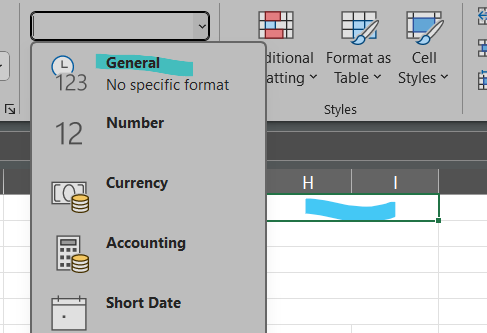 General
123
No specific format
12
Number
Currency
Accounting
Short Date
ditional Format as Cell
atting Table Styles
Styles
H I